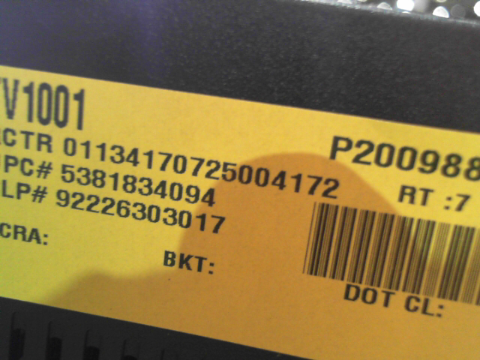 V1001
P200988
CTR 01134170725004172
RT :7
PC# 5381834094
LP# 92226303017
CRA:
BKT:
DOT CL: